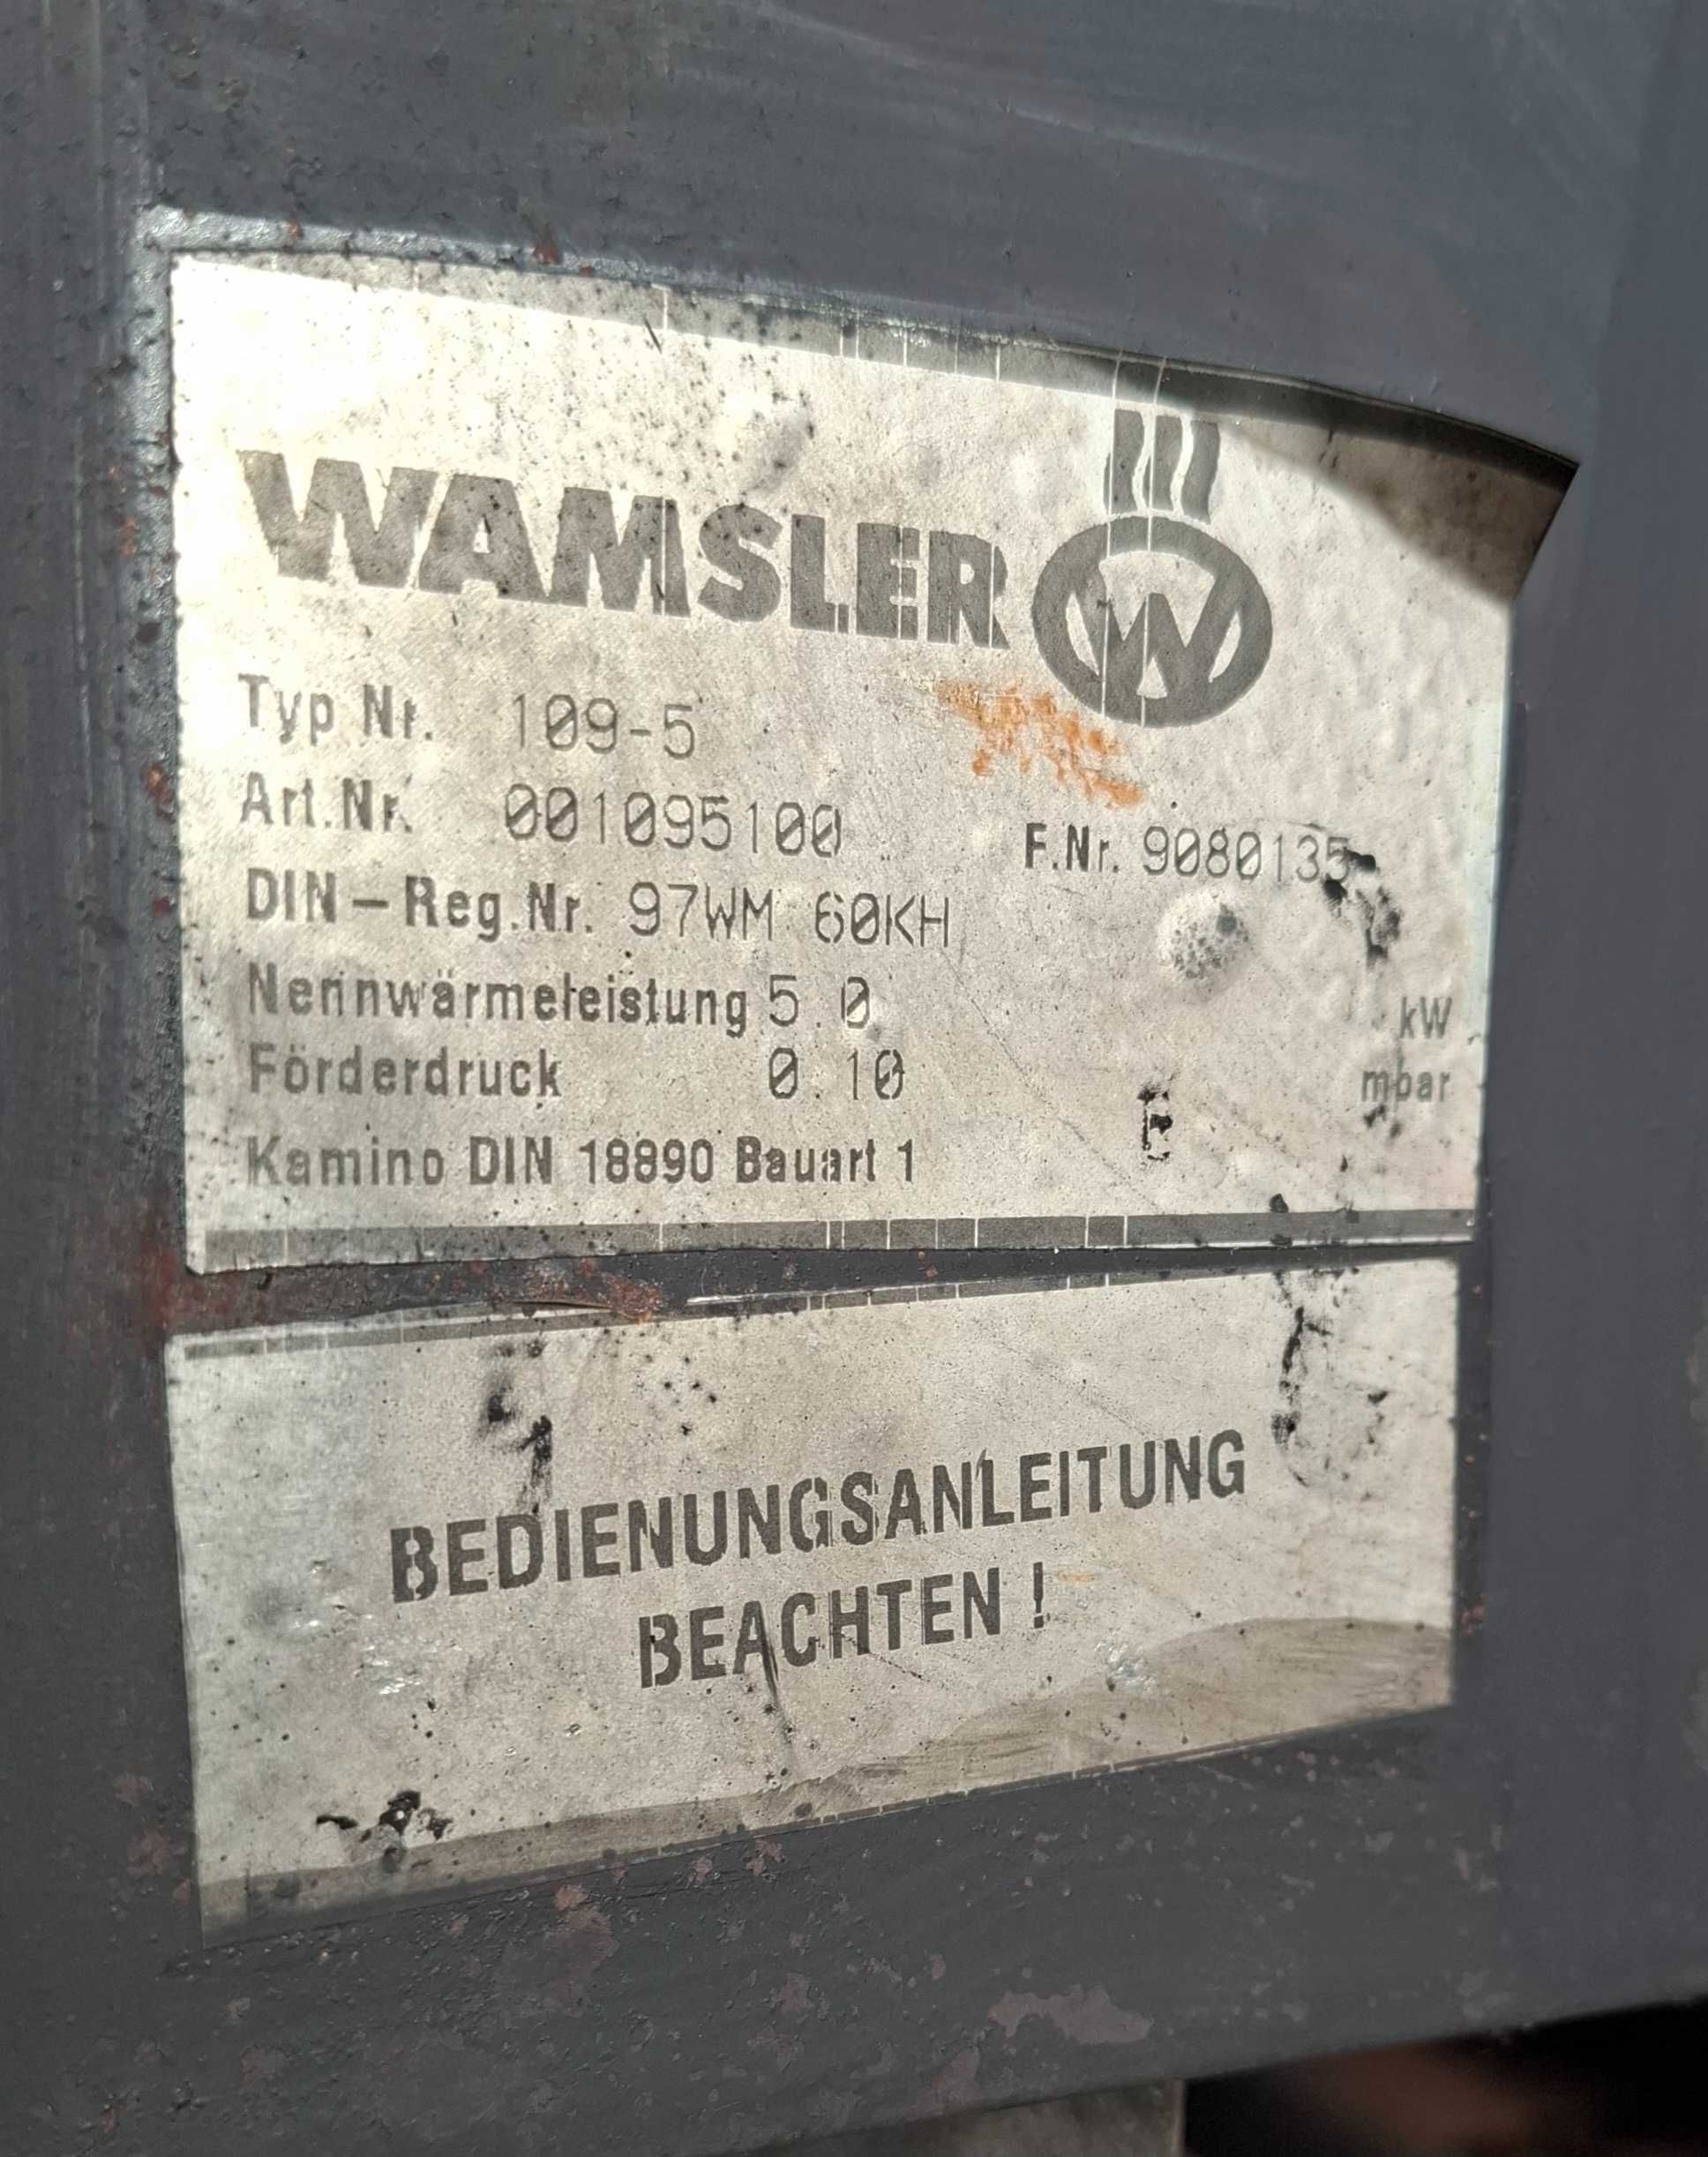 WAMSLER
Typ Nr. 109-5
Art.Nr. 001095100 F.Nr. 9080135
DIN-Reg.Nr. 97WM 60KH
Nennwärmeleistung 5.0 kW
Förderdruck 0.10 mbar
Kamino DIN 18890 Bauart 1
BEDIENUNGSANLEITUNG
BEACHTEN !